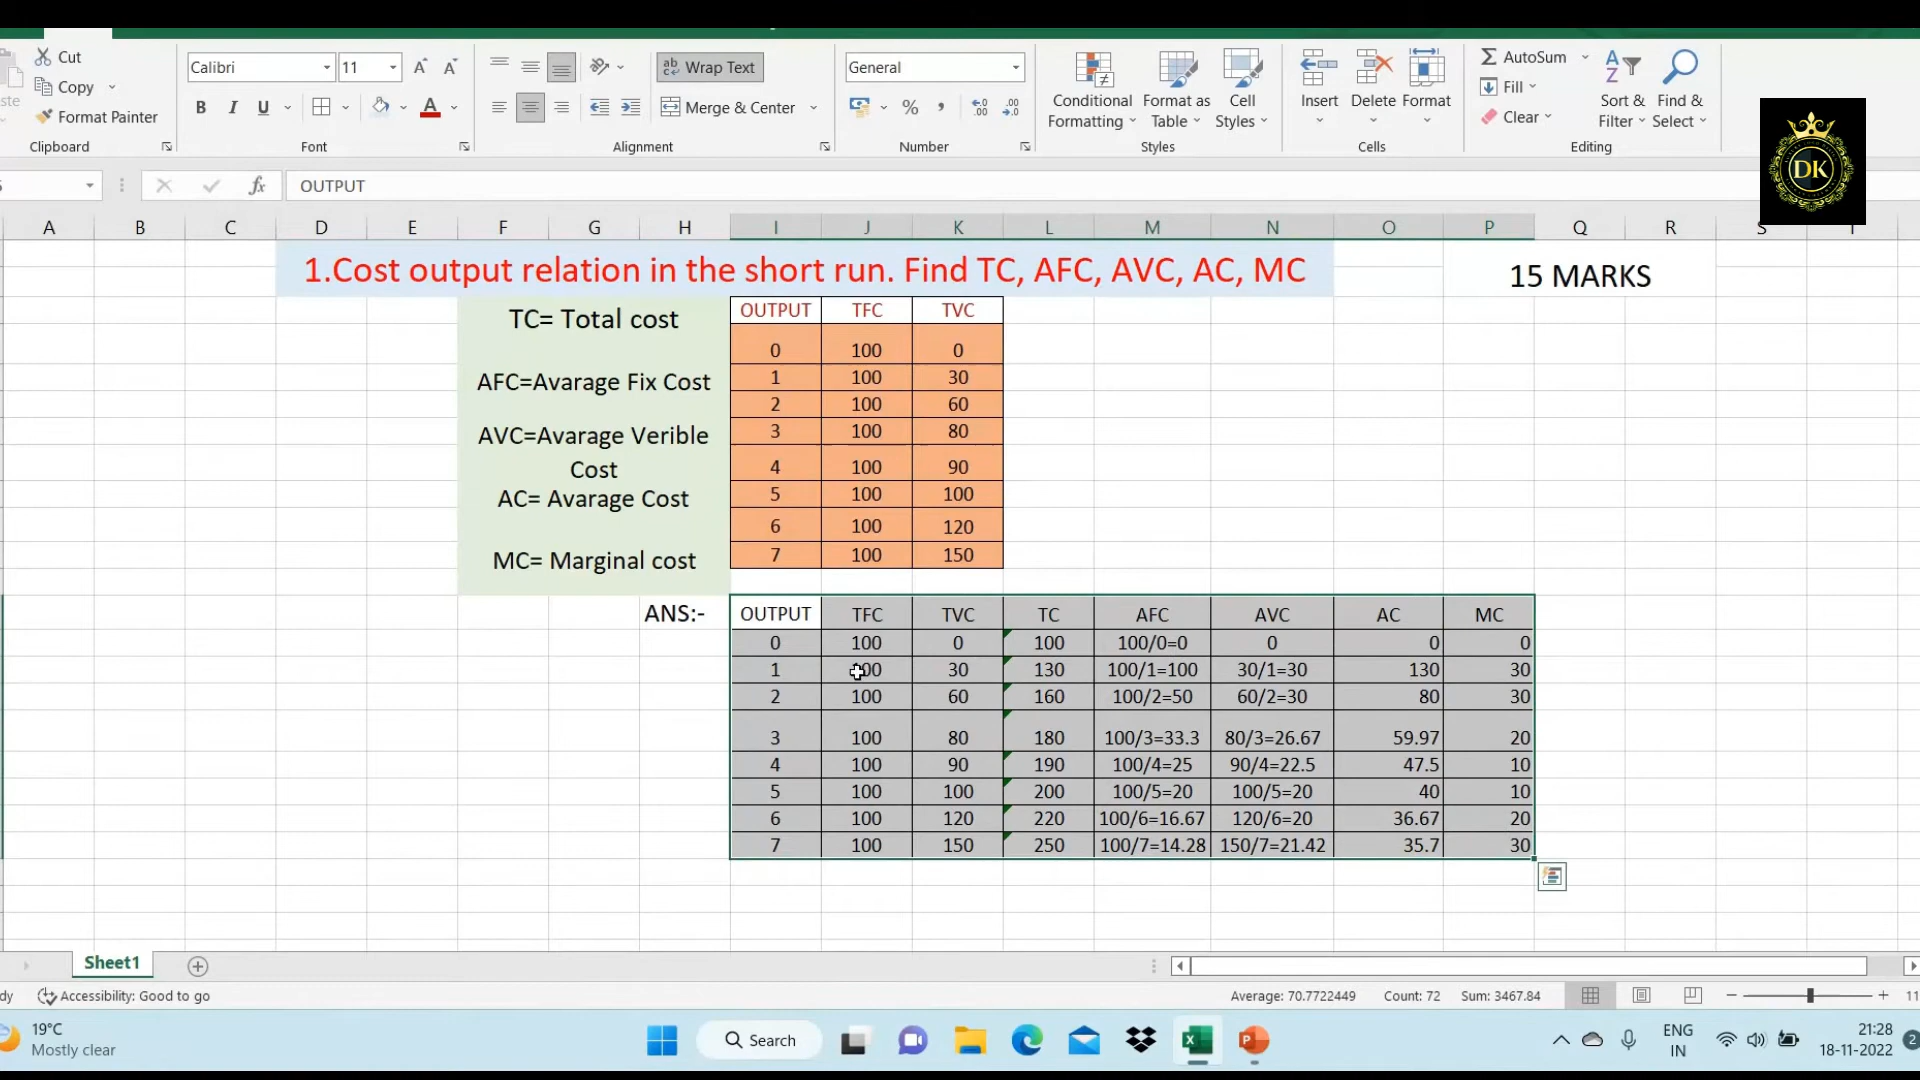 Cut
Copy
Format Painter
Clipboard
Calibri
11
A
A
B I U
A
Font
ab Wrap Text
Merge & Center
Alignment
General
% ,
Number
Conditional Formatting
Format as Table
Cell Styles
Styles
Insert
Delete
Format
Cells
AutoSum
Fill
Clear
Sort & Filter
Find & Select
Editing
DK
fx OUTPUT
A B C D E F G H I J K L M N O P Q R S
1.Cost output relation in the short run. Find TC, AFC, AVC, AC, MC
15 MARKS
TC= Total cost
AFC=Avarage Fix Cost
AVC=Avarage Verible
Cost
AC= Avarage Cost
MC= Marginal cost
OUTPUT TFC TVC
0 100 0
1 100 30
2 100 60
3 100 80
4 100 90
5 100 100
6 100 120
7 100 150
ANS:-
OUTPUT TFC TVC TC AFC AVC AC MC
0 100 0 100 100/0=0 0 0 0
1 100 30 130 100/1=100 30/1=30 130 30
2 100 60 160 100/2=50 60/2=30 80 30
3 100 80 180 100/3=33.3 80/3=26.67 59.97 20
4 100 90 190 100/4=25 90/4=22.5 47.5 10
5 100 100 200 100/5=20 100/5=20 40 10
6 100 120 220 100/6=16.67 120/6=20 36.67 20
7 100 150 250 100/7=14.28 150/7=21.42 35.7 30
Sheet1
Accessibility: Good to go
Average: 70.7722449 Count: 72 Sum: 3467.84
19°C
Mostly clear
Search
ENG
IN
21:28
18-11-2022
2